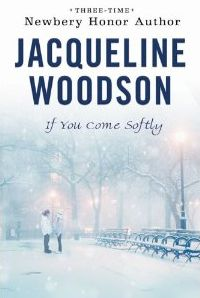 THREE-TIME
Newbery Honor Author
JACQUELINE
WOODSON
If You Come Softly